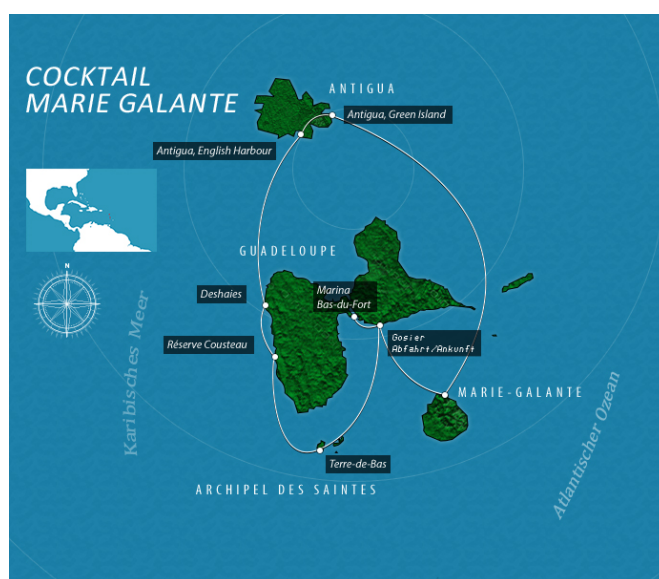 COCKTAIL
MARIE GALANTE
ANTIGUA
Antigua, Green Island
Antigua, English Harbour
N
GUADELOUPE
Marina
Bas-du-Fort
Deshaies
Gosier
Abfahrt/Ankunft
Réserve Cousteau
Karibisches Meer
MARIE-GALANTE
Atlantischer Ozean
Terre-de-Bas
ARCHIPEL DES SAINTES